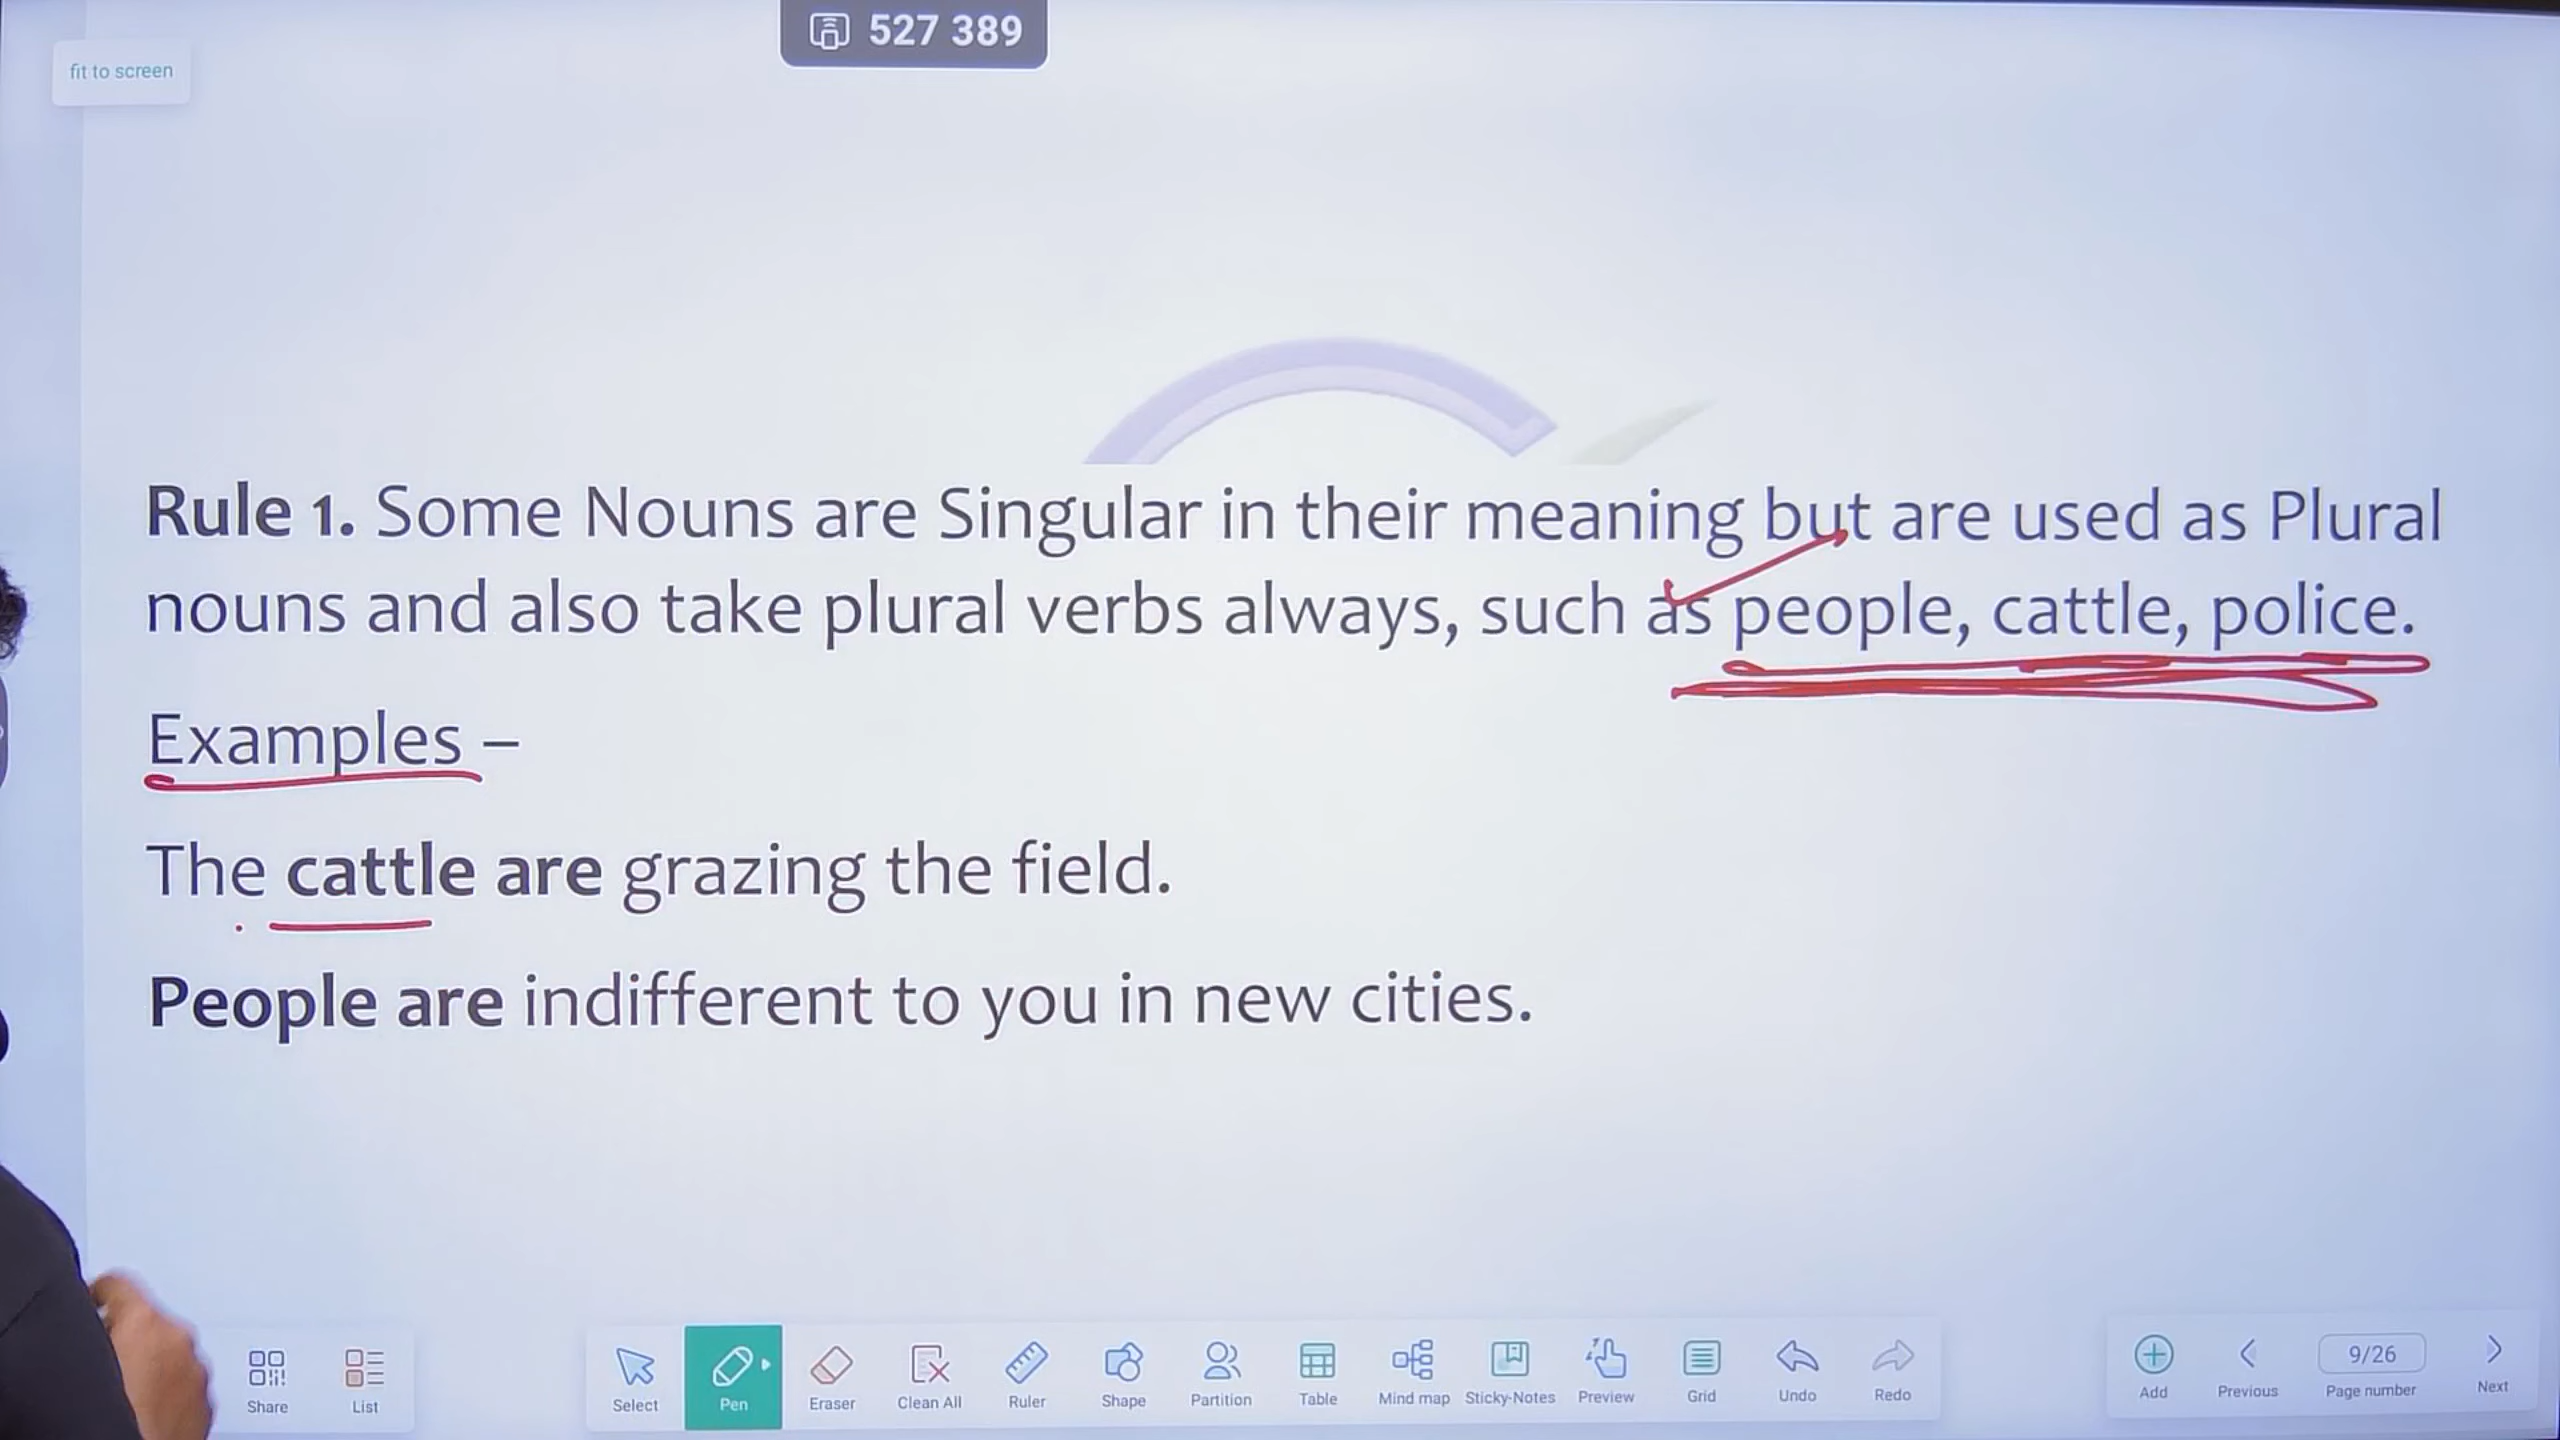 527 389
fit to screen
Rule 1. Some Nouns are Singular in their meaning but are used as Plural
nouns and also take plural verbs always, such as people, cattle, police.
Examples –
The cattle are grazing the field.
People are indifferent to you in new cities.
Share List Select Pen Eraser Clean All Ruler Shape Partition Table Mind map Sticky-Notes Preview Grid Undo Redo Add Previous 9/26 Page number Next